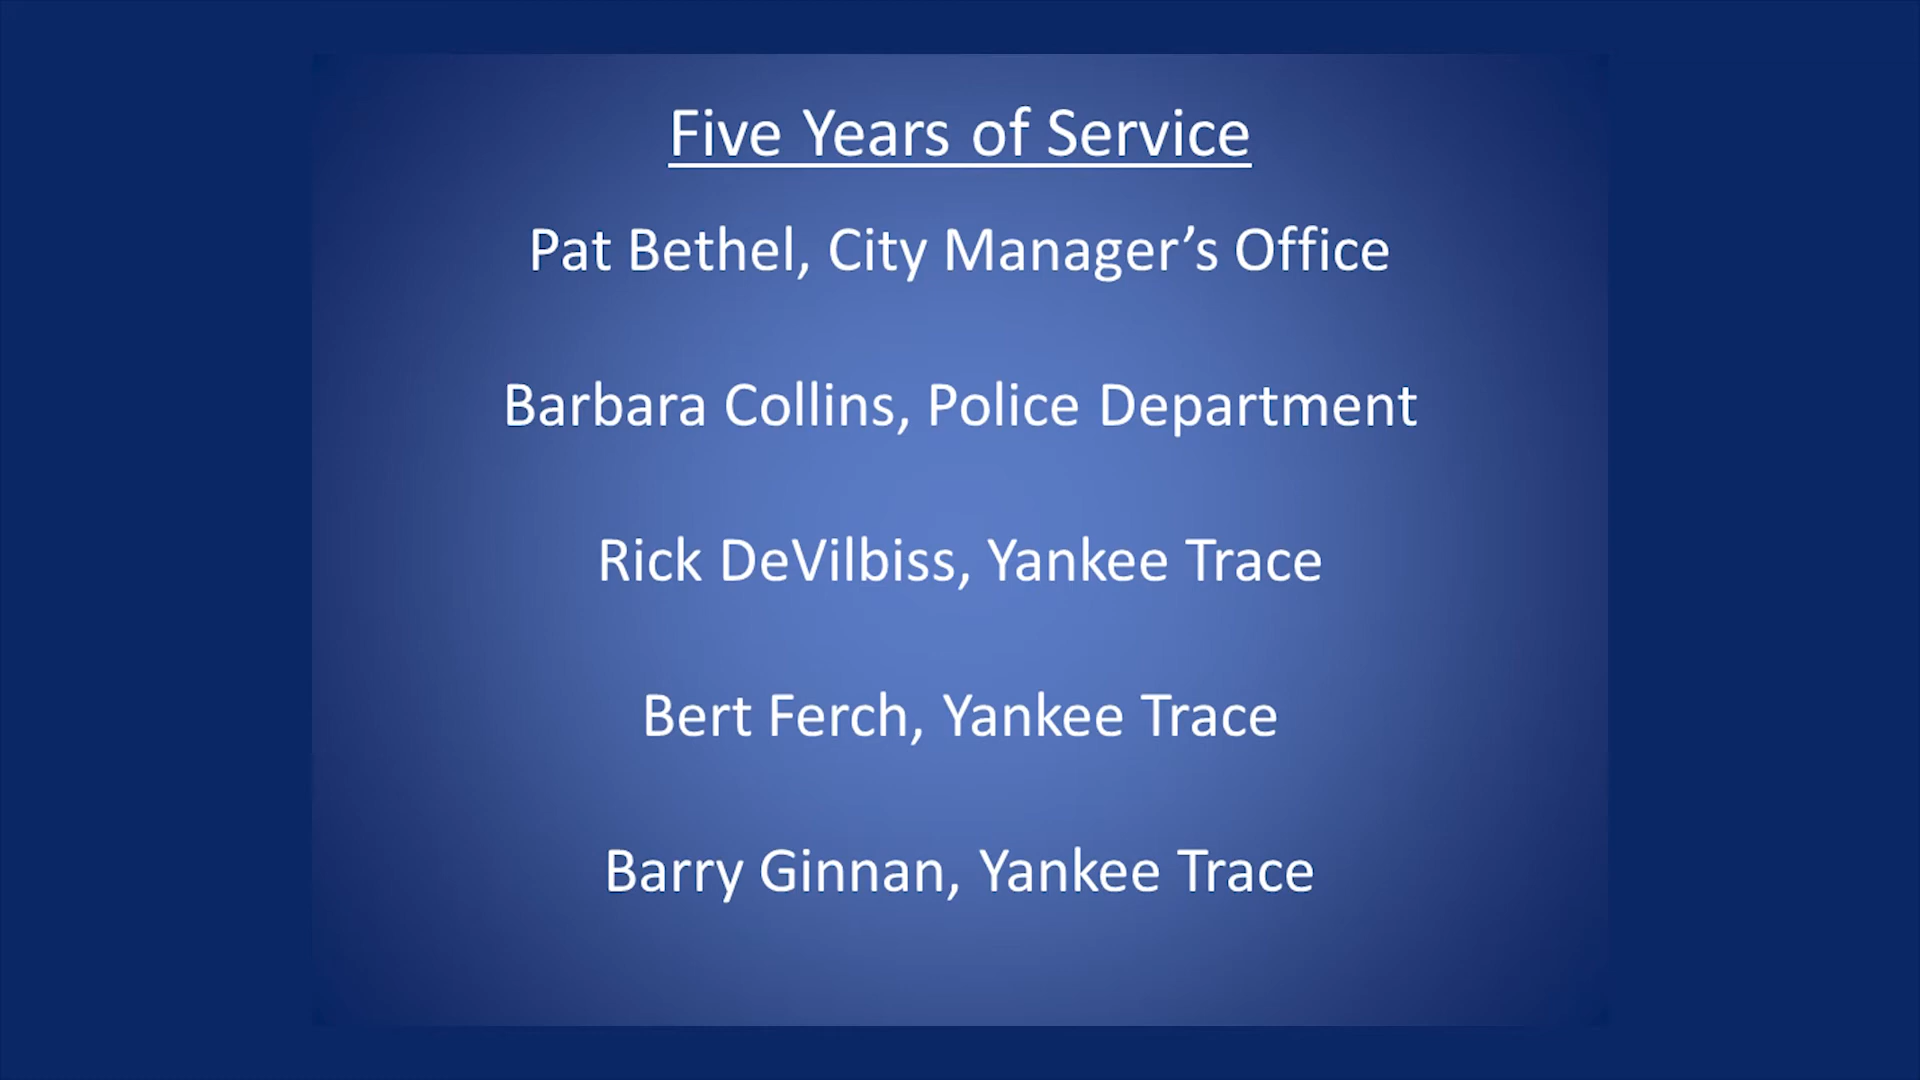 Five Years of Service
Pat Bethel, City Manager’s Office
Barbara Collins, Police Department
Rick DeVilbiss, Yankee Trace
Bert Ferch, Yankee Trace
Barry Ginnan, Yankee Trace